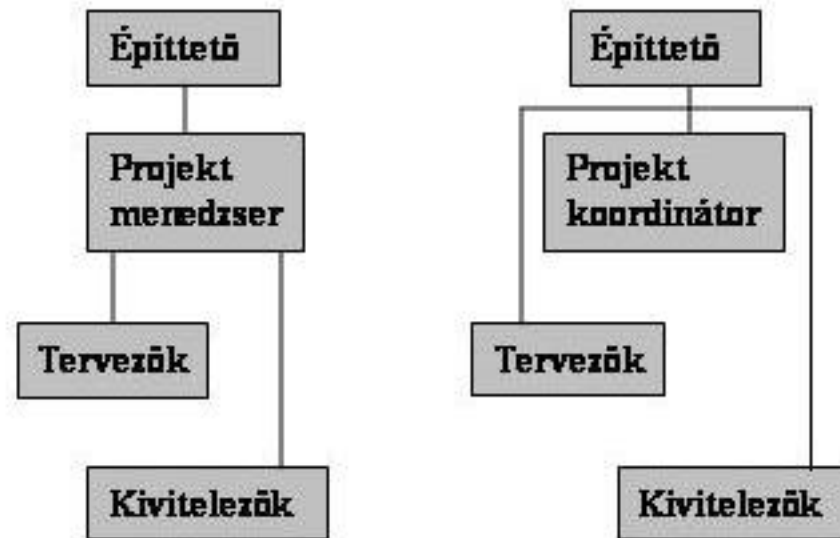 Építtető
Projekt
menedzser
Tervezők
Kivitelezők
Építtető
Projekt
koordinátor
Tervezők
Kivitelezők